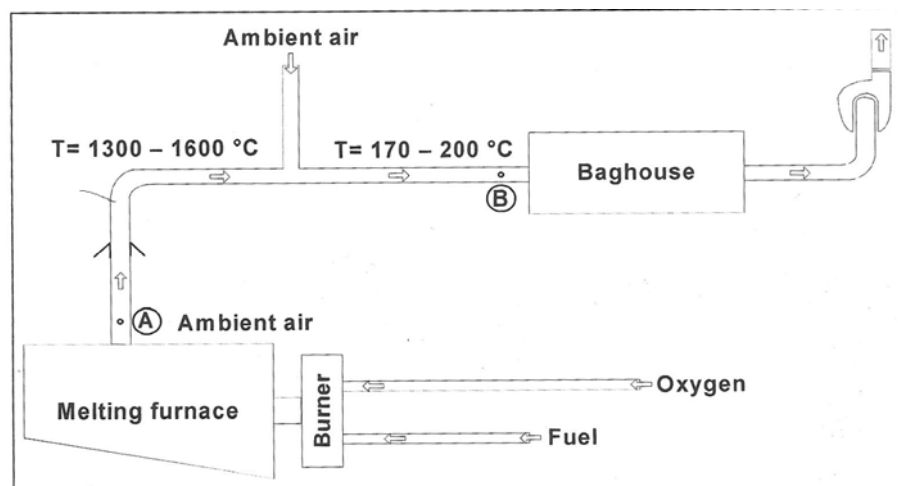 Ambient air
T= 1300 – 1600 °C
T= 170 – 200 °C
Baghouse
B
A
Ambient air
Melting furnace
Burner
Oxygen
Fuel